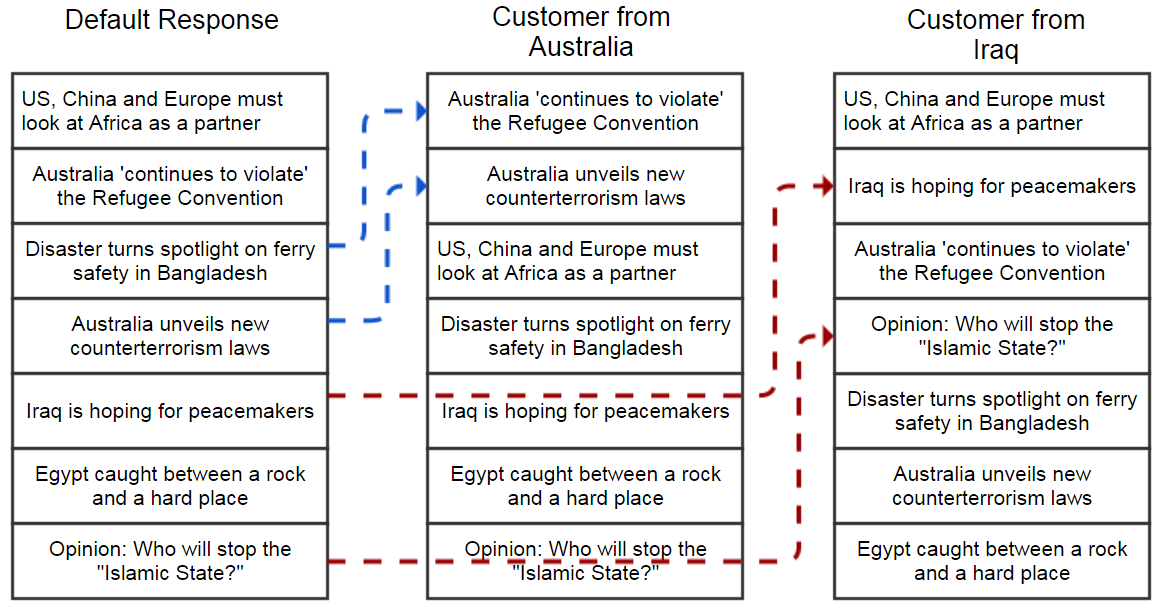 Default Response
US, China and Europe must
look at Africa as a partner
Australia 'continues to violate'
the Refugee Convention
Disaster turns spotlight on ferry
safety in Bangladesh
Australia unveils new
counterterrorism laws
Iraq is hoping for peacemakers
Egypt caught between a rock
and a hard place
Opinion: Who will stop the
"Islamic State?"
Customer from
Australia
Australia 'continues to violate'
the Refugee Convention
Australia unveils new
counterterrorism laws
US, China and Europe must
look at Africa as a partner
Disaster turns spotlight on ferry
safety in Bangladesh
Iraq is hoping for peacemakers
Egypt caught between a rock
and a hard place
Opinion: Who will stop the
"Islamic State?"
Customer from
Iraq
US, China and Europe must
look at Africa as a partner
Iraq is hoping for peacemakers
Australia 'continues to violate'
the Refugee Convention
Opinion: Who will stop the
"Islamic State?"
Disaster turns spotlight on ferry
safety in Bangladesh
Australia unveils new
counterterrorism laws
Egypt caught between a rock
and a hard place